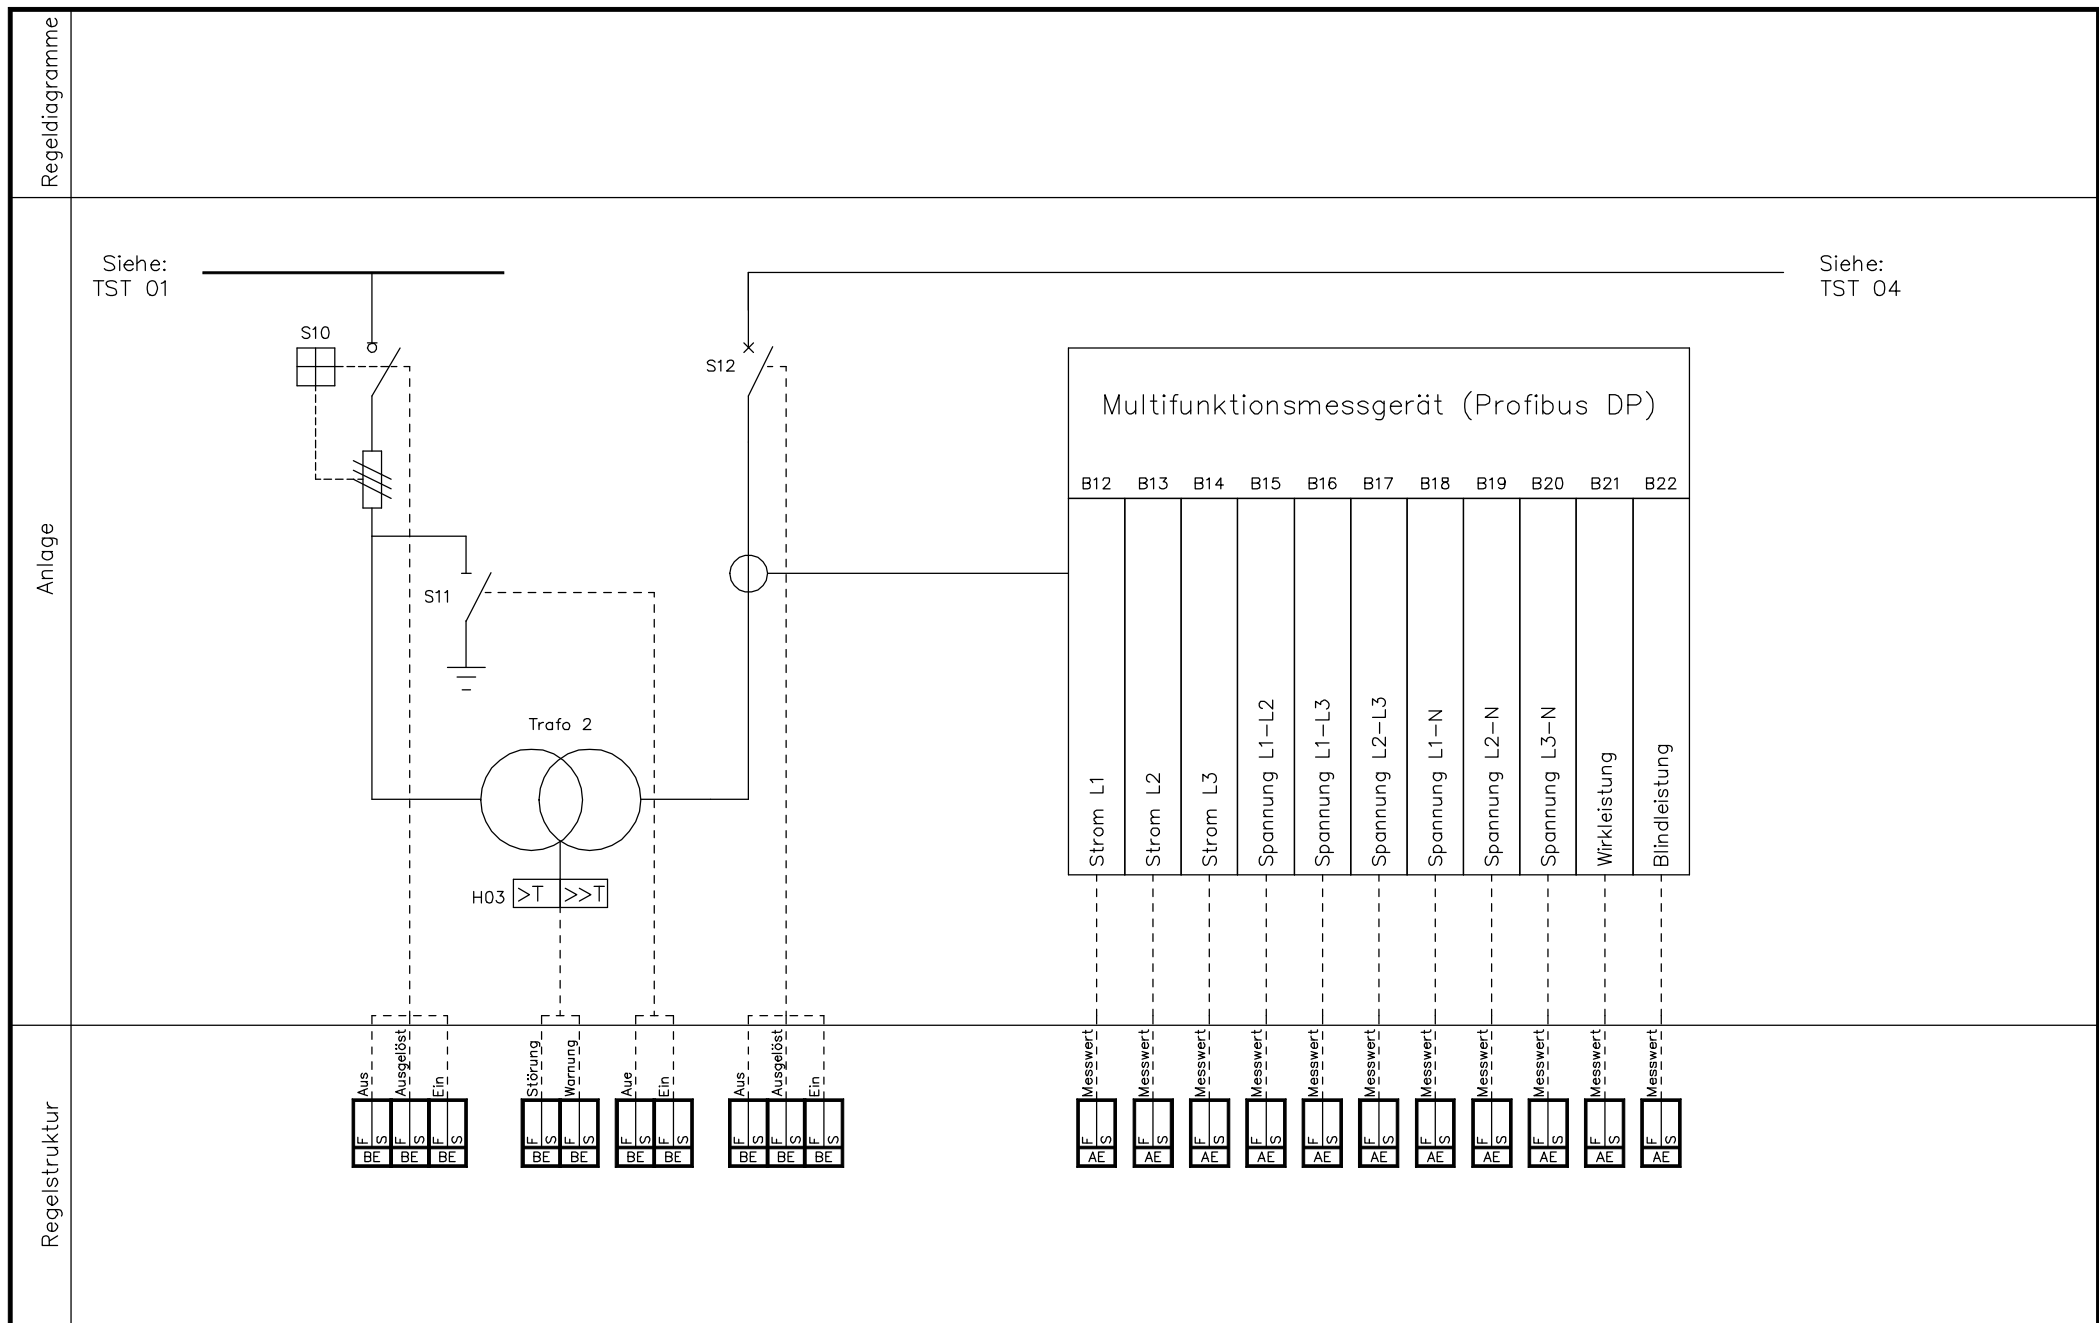 Regeldiagramme
Anlage
Siehe:
TST 01
Siehe:
TST 04
S10
S12
S11
Trafo 2
H03 >T >>T
Multifunktionsmessgerät (Profibus DP)
B12 B13 B14 B15 B16 B17 B18 B19 B20 B21 B22
Strom L1
Strom L2
Strom L3
Spannung L1-L2
Spannung L1-L3
Spannung L2-L3
Spannung L1-N
Spannung L2-N
Spannung L3-N
Wirkleistung
Blindleistung
Regelstruktur
Aus
Ausgelöst
Ein
Störung
Warnung
Aue
Ein
Aus
Ausgelöst
Ein
Messwert
Messwert
Messwert
Messwert
Messwert
Messwert
Messwert
Messwert
Messwert
Messwert
Messwert
F S F S F S F S F S F S F S F S F S F S F S F S F S F S F S F S F S F S F S F S F S
BE BE BE BE BE BE BE BE BE BE AE AE AE AE AE AE AE AE AE AE AE